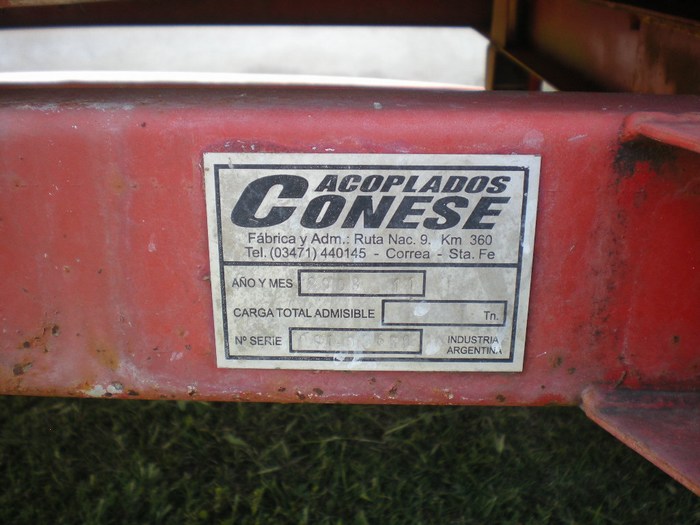 ACOPLADOS
CONESE
Fábrica y Adm.: Ruta Nac. 9. Km 360
Tel. (03471) 440145 - Correa - Sta. Fe
AÑO Y MES
CARGA TOTAL ADMISIBLE Tn.
Nº SERIE INDUSTRIA
ARGENTINA